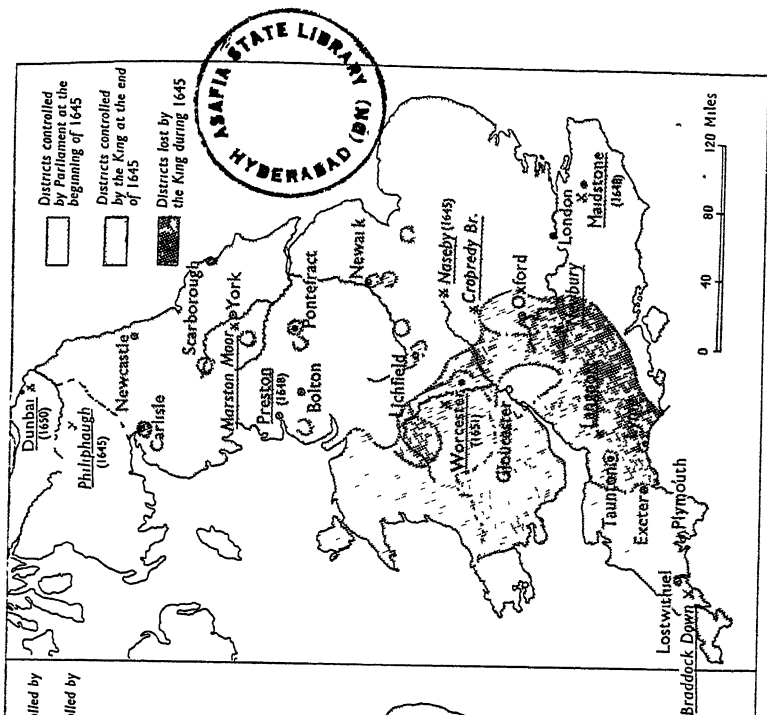 Districts controlled
by Parliament at the
beginning of 1645
Districts controlled
by the King at the end
of 1645
Districts lost by
the King during 1645
ASAFIA STATE LIBRARY
HYDERABAD (DN)
Dunbar
(1650)
Philiphaugh
(1645)
Newcastle
Carlisle
Scarborough
Marston Moor
York
Preston
(1648)
Bolton
Pontefract
Newark
Lichfield
Naseby (1645)
Cropredy Br.
Worcester
(1651)
Gloucester
Oxford
London
Maidstone
(1648)
Langport
Taunton
Exeter
Plymouth
Lostwithiel
Braddock Down
0 40 80 120 Miles
olled by
olled by